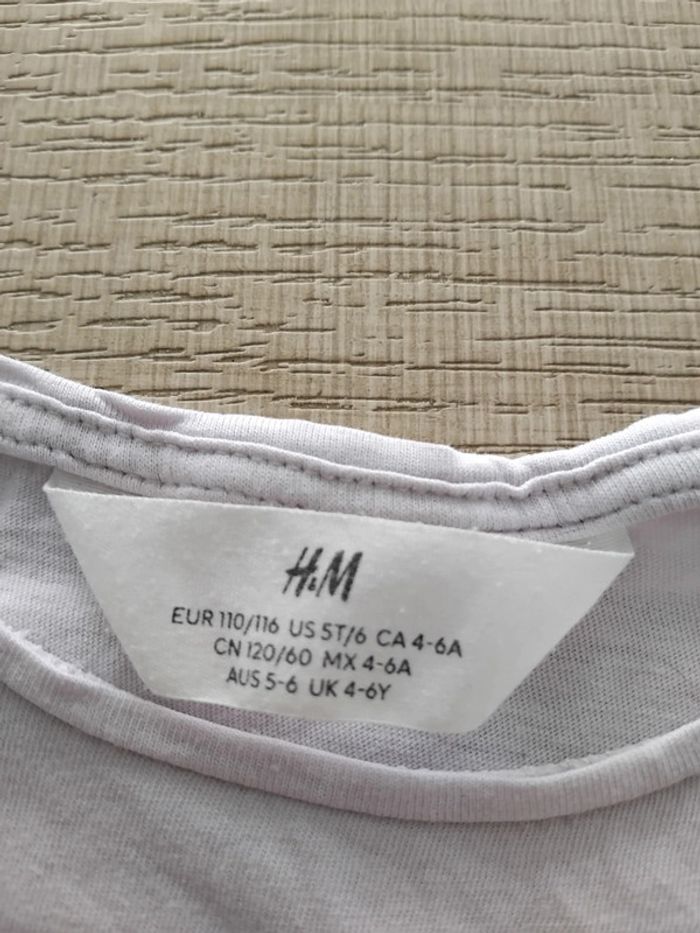 H&M
EUR 110/116 US 5T/6 CA 4-6A
CN 120/60 MX 4-6A
AUS 5-6 UK 4-6Y